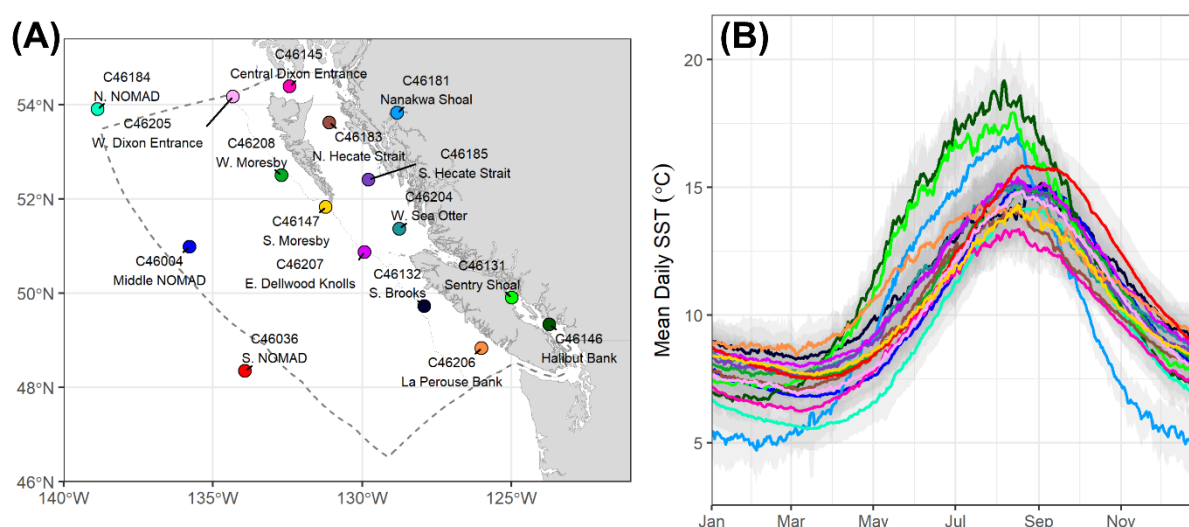 (A)
C46145
Central Dixon Entrance
C46184
N. NOMAD
C46181
Nanakwa Shoal
C46205
W. Dixon Entrance
C46208
W. Moresby
C46183
N. Hecate Strait
C46185
S. Hecate Strait
C46204
W. Sea Otter
C46147
S. Moresby
C46004
Middle NOMAD
C46207
E. Dellwood Knolls
C46132
S. Brooks
C46131
Sentry Shoal
C46036
S. NOMAD
C46146
Halibut Bank
C46206
La Perouse Bank
54°N
52°N
50°N
48°N
46°N
140°W
135°W
130°W
125°W
(B)
Mean Daily SST (°C)
20
15
10
5
Jan
Mar
May
Jul
Sep
Nov